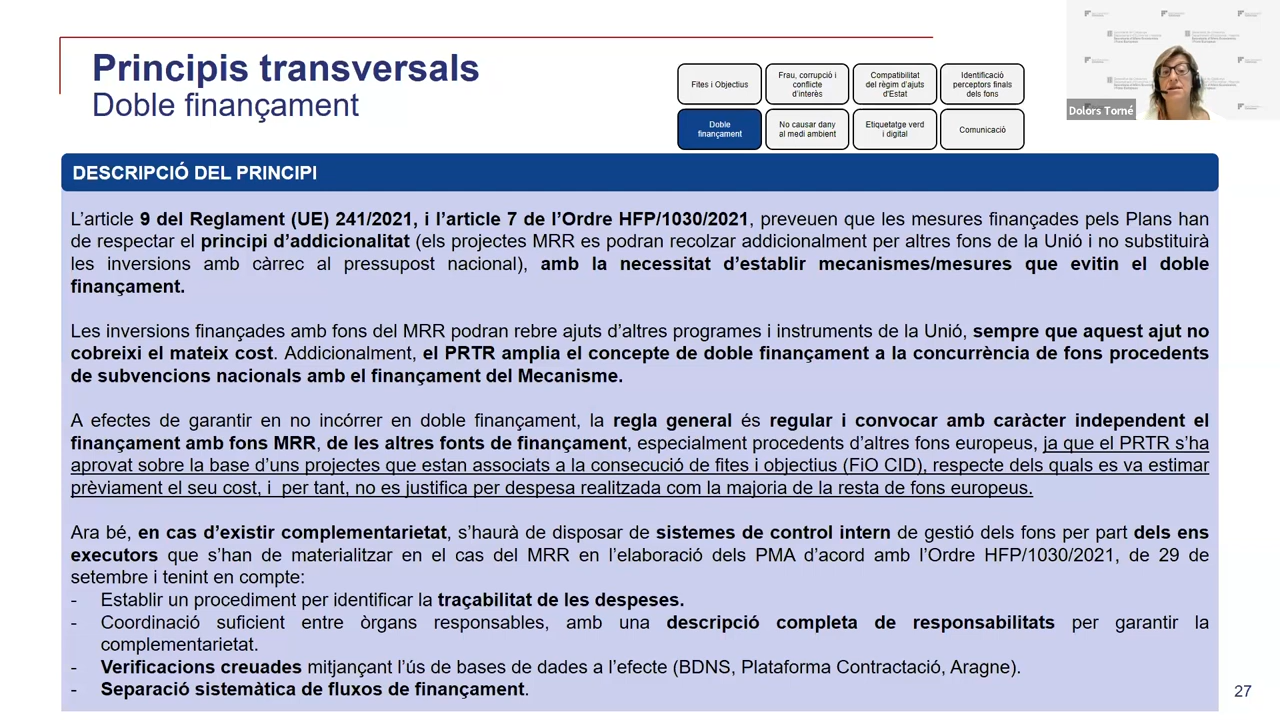 Principis transversals
Doble finançament
Fites i Objectius
Frau, corrupció i
conflicte
d'interès
Compatibilitat
del règim d'ajuts
d'Estat
Identificació
perceptors finals
dels fons
Doble
finançament
No causar dany
al medi ambient
Etiquetatge verd
i digital
Comunicació
Dolors Torné
DESCRIPCIÓ DEL PRINCIPI
L'article 9 del Reglament (UE) 241/2021, i l'article 7 de l'Ordre HFP/1030/2021, preveuen que les mesures finançades pels Plans han
de respectar el principi d'addicionalitat (els projectes MRR es podran recolzar addicionalment per altres fons de la Unió i no substituirà
les inversions amb càrrec al pressupost nacional), amb la necessitat d'establir mecanismes/mesures que evitin el doble
finançament.
Les inversions finançades amb fons del MRR podran rebre ajuts d'altres programes i instruments de la Unió, sempre que aquest ajut no
cobreixi el mateix cost. Addicionalment, el PRTR amplia el concepte de doble finançament a la concurrència de fons procedents
de subvencions nacionals amb el finançament del Mecanisme.
A efectes de garantir en no incórrer en doble finançament, la regla general és regular i convocar amb caràcter independent el
finançament amb fons MRR, de les altres fonts de finançament, especialment procedents d'altres fons europeus, ja que el PRTR s'ha
aprovat sobre la base d'uns projectes que estan associats a la consecució de fites i objectius (FiO CID), respecte dels quals es va estimar
prèviament el seu cost, i per tant, no es justifica per despesa realitzada com la majoria de la resta de fons europeus.
Ara bé, en cas d'existir complementarietat, s'haurà de disposar de sistemes de control intern de gestió dels fons per part dels ens
executors que s'han de materialitzar en el cas del MRR en l'elaboració dels PMA d'acord amb l'Ordre HFP/1030/2021, de 29 de
setembre i tenint en compte:
- Establir un procediment per identificar la traçabilitat de les despeses.
- Coordinació suficient entre òrgans responsables, amb una descripció completa de responsabilitats per garantir la
complementarietat.
- Verificacions creuades mitjançant l'ús de bases de dades a l'efecte (BDNS, Plataforma Contractació, Aragne).
- Separació sistemàtica de fluxos de finançament.
27